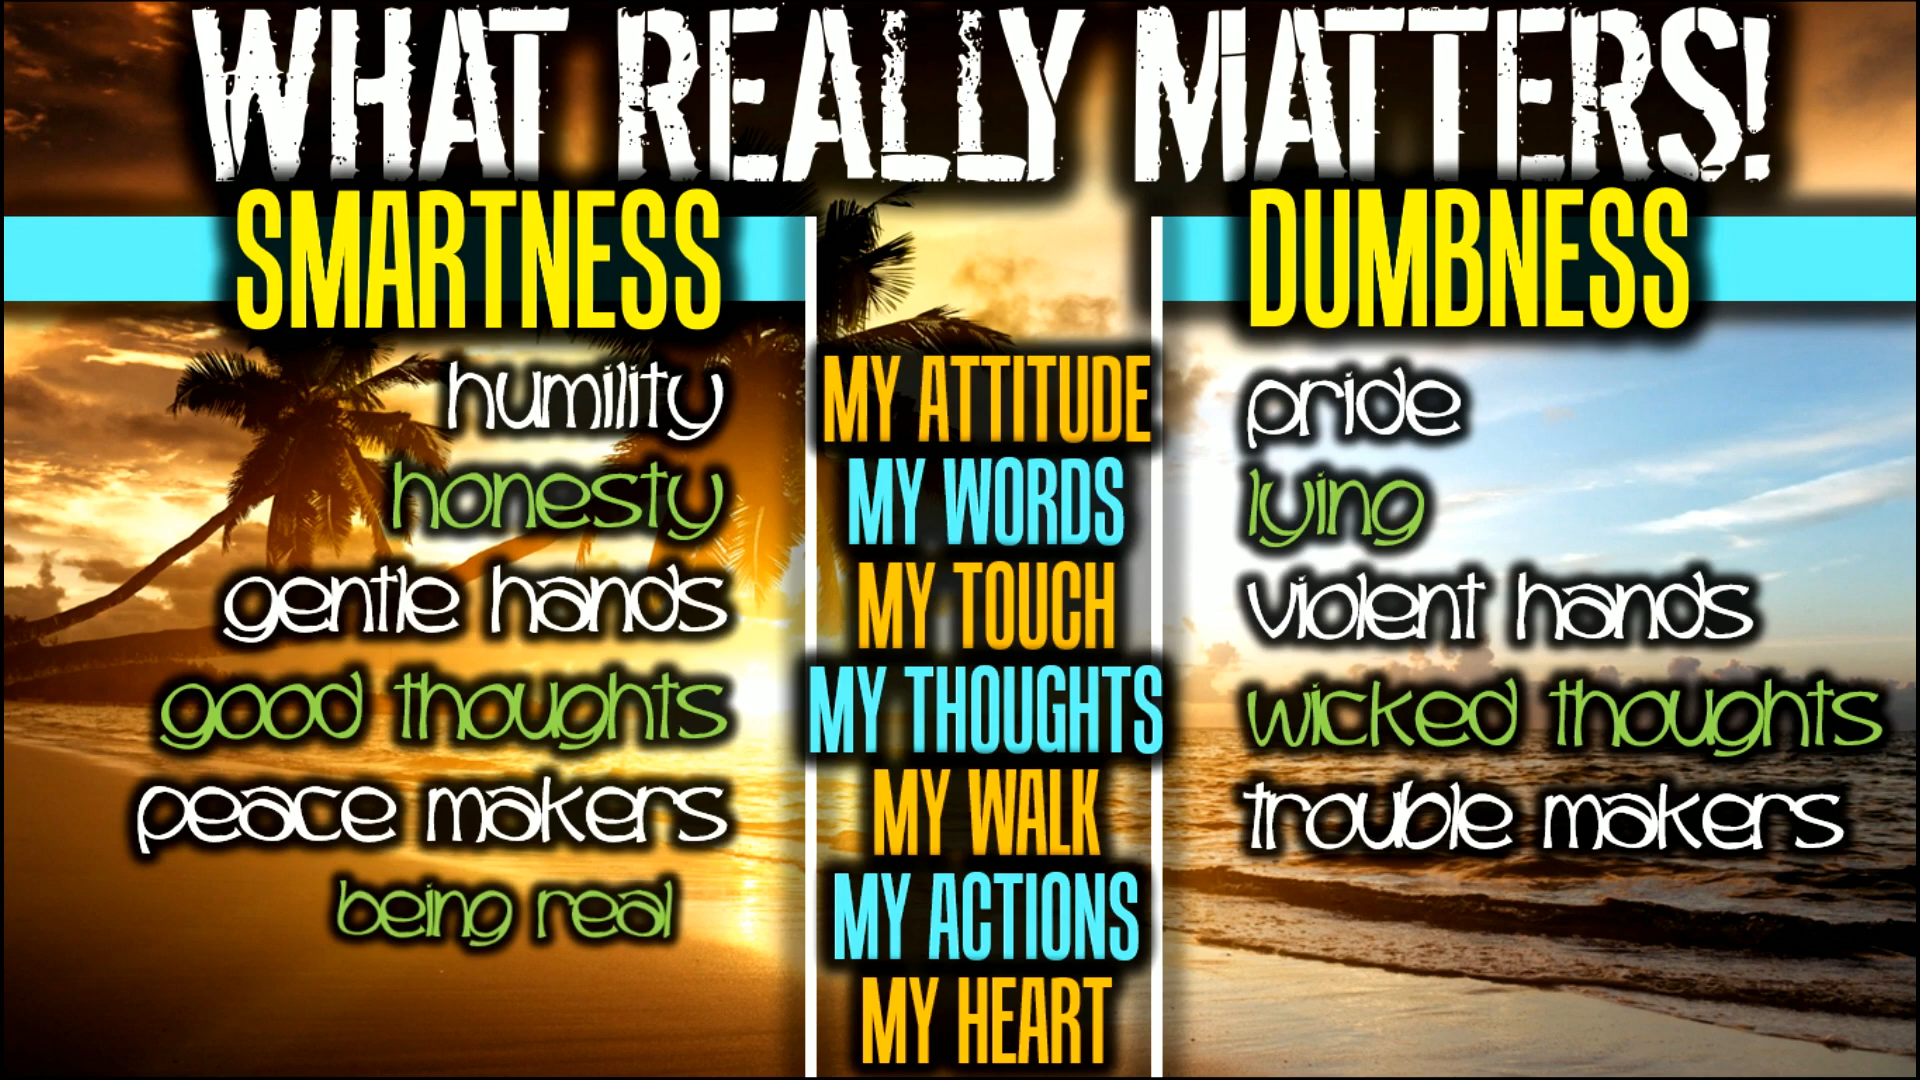 WHAT REALLY MATTERS!
SMARTNESS DUMBNESS
humility MY ATTITUDE pride
honesty MY WORDS lying
gentle hands MY TOUCH violent hands
good thoughts MY THOUGHTS wicked thoughts
peace makers MY WALK trouble makers
being real MY ACTIONS
MY HEART